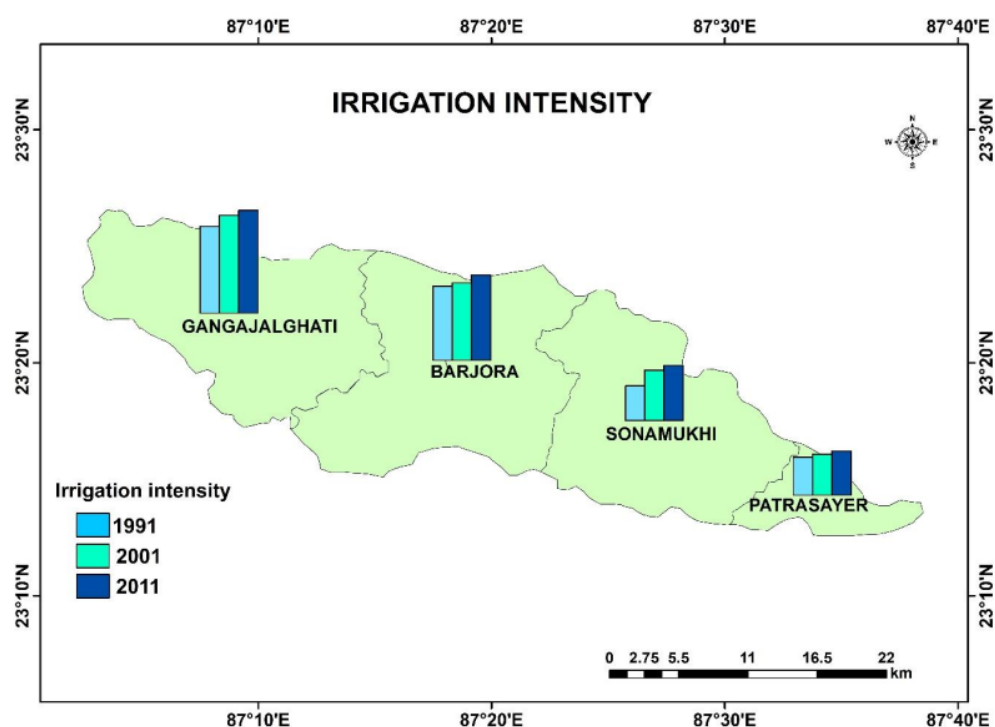 87°10'E 87°20'E 87°30'E 87°40'E
IRRIGATION INTENSITY
23°30'N 23°30'N
N
W E
S
GANGAJALGHATI
23°20'N 23°20'N
BARJORA
SONAMUKHI
PATRASAYER
Irrigation intensity
1991
2001
2011
23°10'N 23°10'N
0 2.75 5.5 11 16.5 22
km
87°10'E 87°20'E 87°30'E 87°40'E